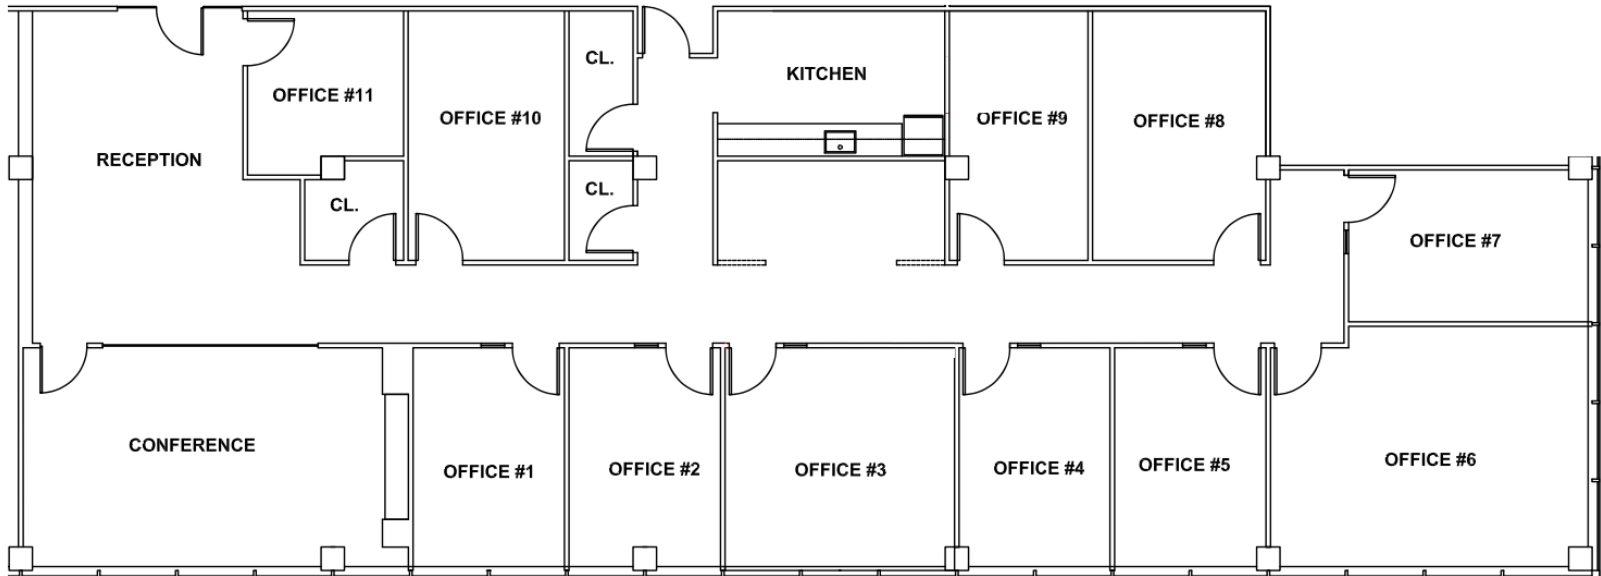 CL.
KITCHEN
OFFICE #11
OFFICE #10
OFFICE #9
OFFICE #8
RECEPTION
CL.
CL.
OFFICE #7
CONFERENCE
OFFICE #1
OFFICE #2
OFFICE #3
OFFICE #4
OFFICE #5
OFFICE #6